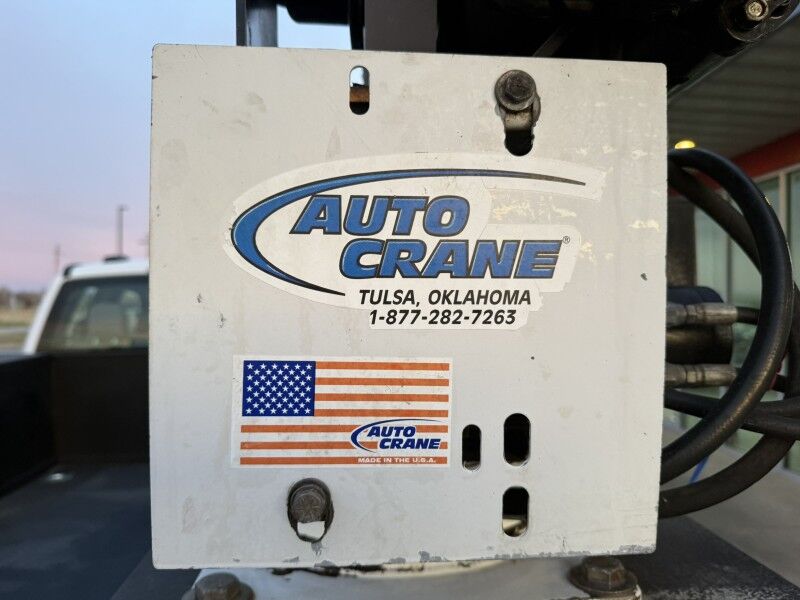 AUTO
CRANE®
TULSA, OKLAHOMA
1-877-282-7263
AUTO
CRANE
MADE IN THE U.S.A.